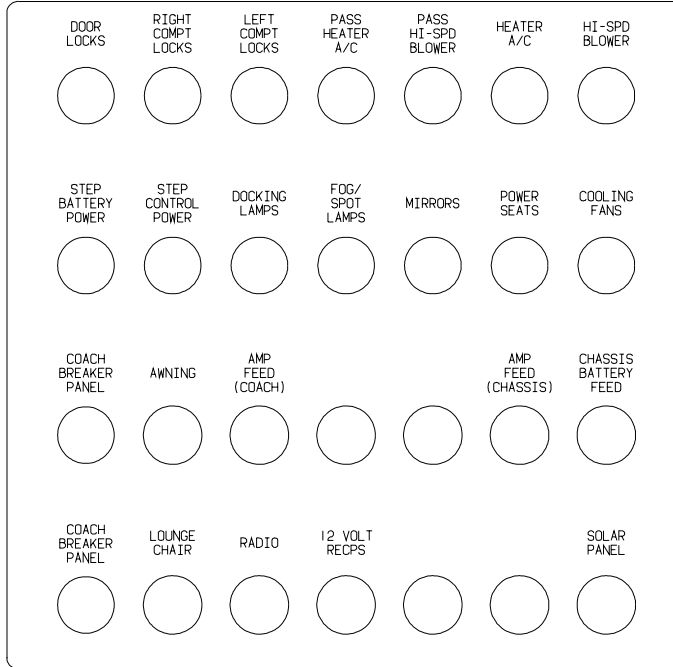 DOOR
LOCKS
RIGHT
COMPT
LOCKS
LEFT
COMPT
LOCKS
PASS
HEATER
A/C
PASS
HI-SPD
BLOWER
HEATER
A/C
HI-SPD
BLOWER
STEP
BATTERY
POWER
STEP
CONTROL
POWER
DOCKING
LAMPS
FOG/
SPOT
LAMPS
MIRRORS
POWER
SEATS
COOLING
FANS
COACH
BREAKER
PANEL
AWNING
AMP
FEED
(COACH)
AMP
FEED
(CHASSIS)
CHASSIS
BATTERY
FEED
COACH
BREAKER
PANEL
LOUNGE
CHAIR
RADIO
12 VOLT
RECPS
SOLAR
PANEL